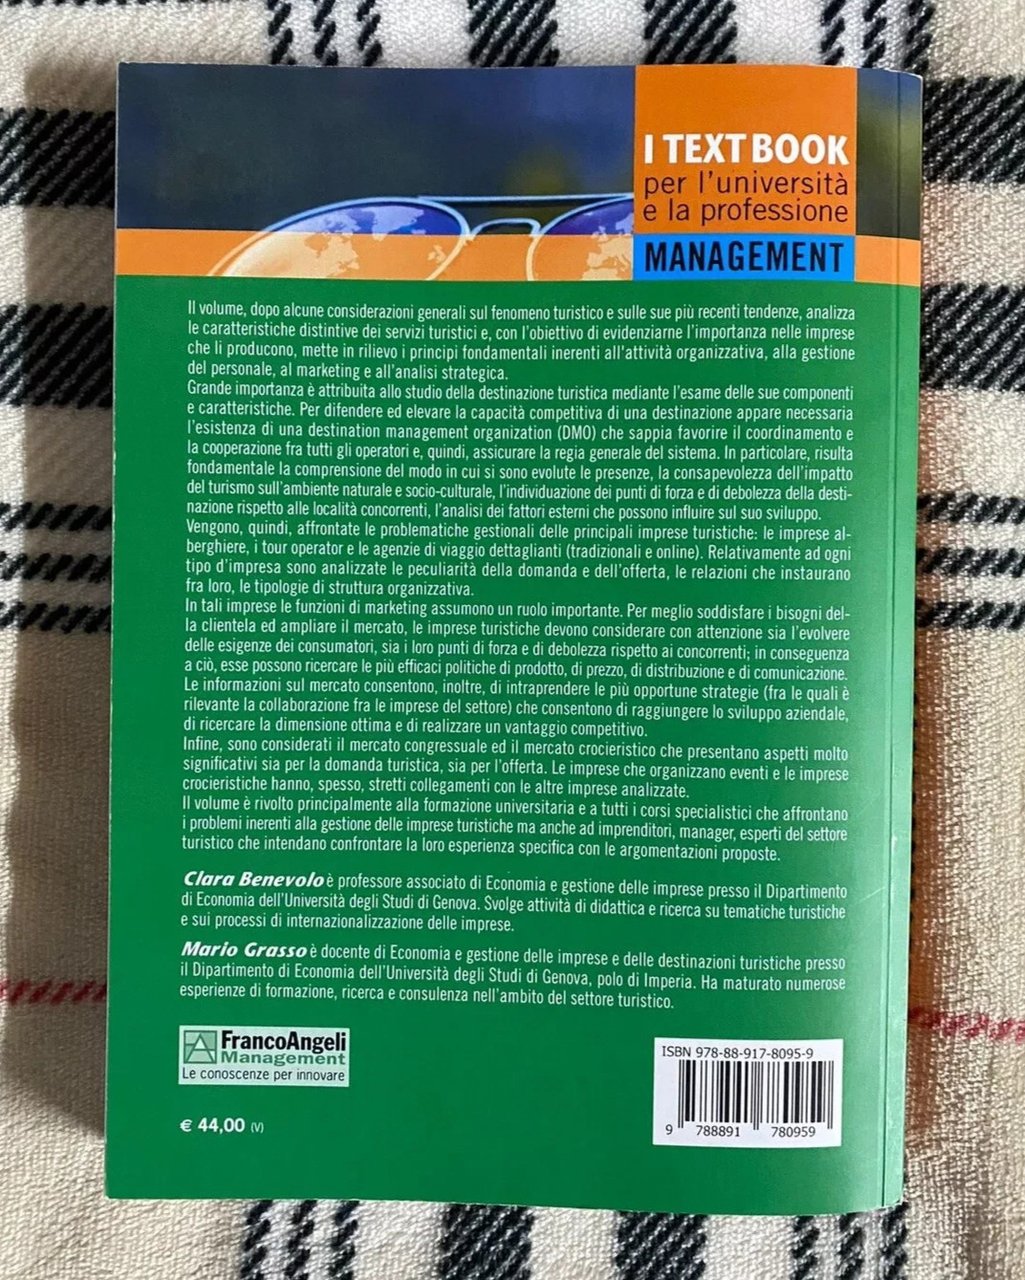 I TEXT BOOK
per l'università
e la professione
MANAGEMENT
Il volume, dopo alcune considerazioni generali sul fenomeno turistico e sulle sue più recenti tendenze, analizza
le caratteristiche distintive dei servizi turistici e, con l'obiettivo di evidenziarne l'importanza nelle imprese
che li producono, mette in rilievo i principi fondamentali inerenti all'attività organizzativa, alla gestione
del personale, al marketing e all'analisi strategica.
Grande importanza è attribuita allo studio della destinazione turistica mediante l'esame delle sue componenti
e caratteristiche. Per difendere ed elevare la capacità competitiva di una destinazione appare necessaria
l'esistenza di una destination management organization (DMO) che sappia favorire il coordinamento e
la cooperazione fra tutti gli operatori e, quindi, assicurare la regia generale del sistema. In particolare, risulta
fondamentale la comprensione del modo in cui si sono evolute le presenze, la consapevolezza dell'impatto
del turismo sull'ambiente naturale e socio-culturale, l'individuazione dei punti di forza e di debolezza della desti-
nazione rispetto alle località concorrenti, l'analisi dei fattori esterni che possono influire sul suo sviluppo.
Vengono, quindi, affrontate le problematiche gestionali delle principali imprese turistiche: le imprese al-
berghiere, i tour operator e le agenzie di viaggio dettaglianti (tradizionali e online). Relativamente ad ogni
tipo d'impresa sono analizzate le peculiarità della domanda e dell'offerta, le relazioni che instaurano
fra loro, le tipologie di struttura organizzativa.
In tali imprese le funzioni di marketing assumono un ruolo importante. Per meglio soddisfare i bisogni del-
la clientela ed ampliare il mercato, le imprese turistiche devono considerare con attenzione sia l'evolvere
delle esigenze dei consumatori, sia i loro punti di forza e di debolezza rispetto ai concorrenti; in conseguenza
a ciò, esse possono ricercare le più efficaci politiche di prodotto, di prezzo, di distribuzione e di comunicazione.
Le informazioni sul mercato consentono, inoltre, di intraprendere le più opportune strategie (fra le quali è
rilevante la collaborazione fra le imprese del settore) che consentono di raggiungere lo sviluppo aziendale,
di ricercare la dimensione ottima e di realizzare un vantaggio competitivo.
Infine, sono considerati il mercato congressuale ed il mercato crocieristico che presentano aspetti molto
significativi sia per la domanda turistica, sia per l'offerta. Le imprese che organizzano eventi e le imprese
crocieristiche hanno, spesso, stretti collegamenti con le altre imprese analizzate.
Il volume è rivolto principalmente alla formazione universitaria e a tutti i corsi specialistici che affrontano
i problemi inerenti alla gestione delle imprese turistiche ma anche ad imprenditori, manager, esperti del settore
turistico che intendano confrontare la loro esperienza specifica con le argomentazioni proposte.
Clara Benevolo è professore associato di Economia e gestione delle imprese presso il Dipartimento
di Economia dell'Università degli Studi di Genova. Svolge attività di didattica e ricerca su tematiche turistiche
e sui processi di internazionalizzazione delle imprese.
Mario Grasso è docente di Economia e gestione delle imprese e delle destinazioni turistiche presso
il Dipartimento di Economia dell'Università degli Studi di Genova, polo di Imperia. Ha maturato numerose
esperienze di formazione, ricerca e consulenza nell'ambito del settore turistico.
FrancoAngeli
Management
Le conoscenze per innovare
€ 44,00 (V)
ISBN 978-88-917-8095-9
9 788891 780959